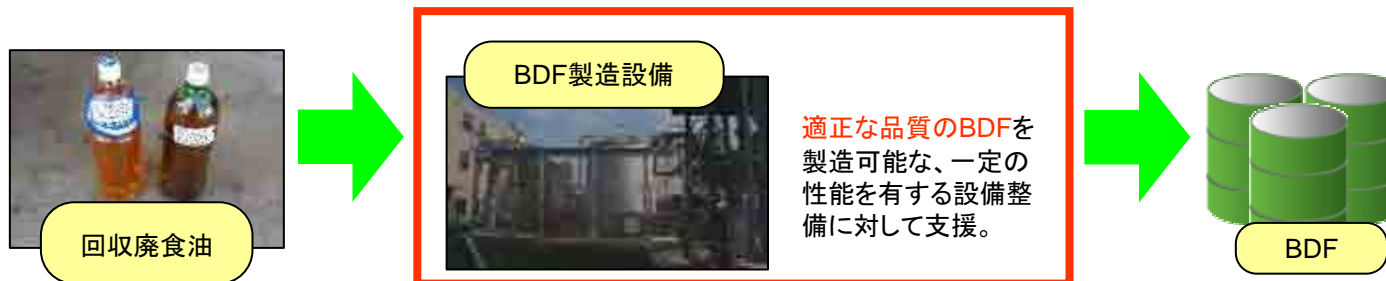 回収廃食油
BDF製造設備
適正な品質のBDFを
製造可能な、一定の
性能を有する設備整
備に対して支援。
BDF